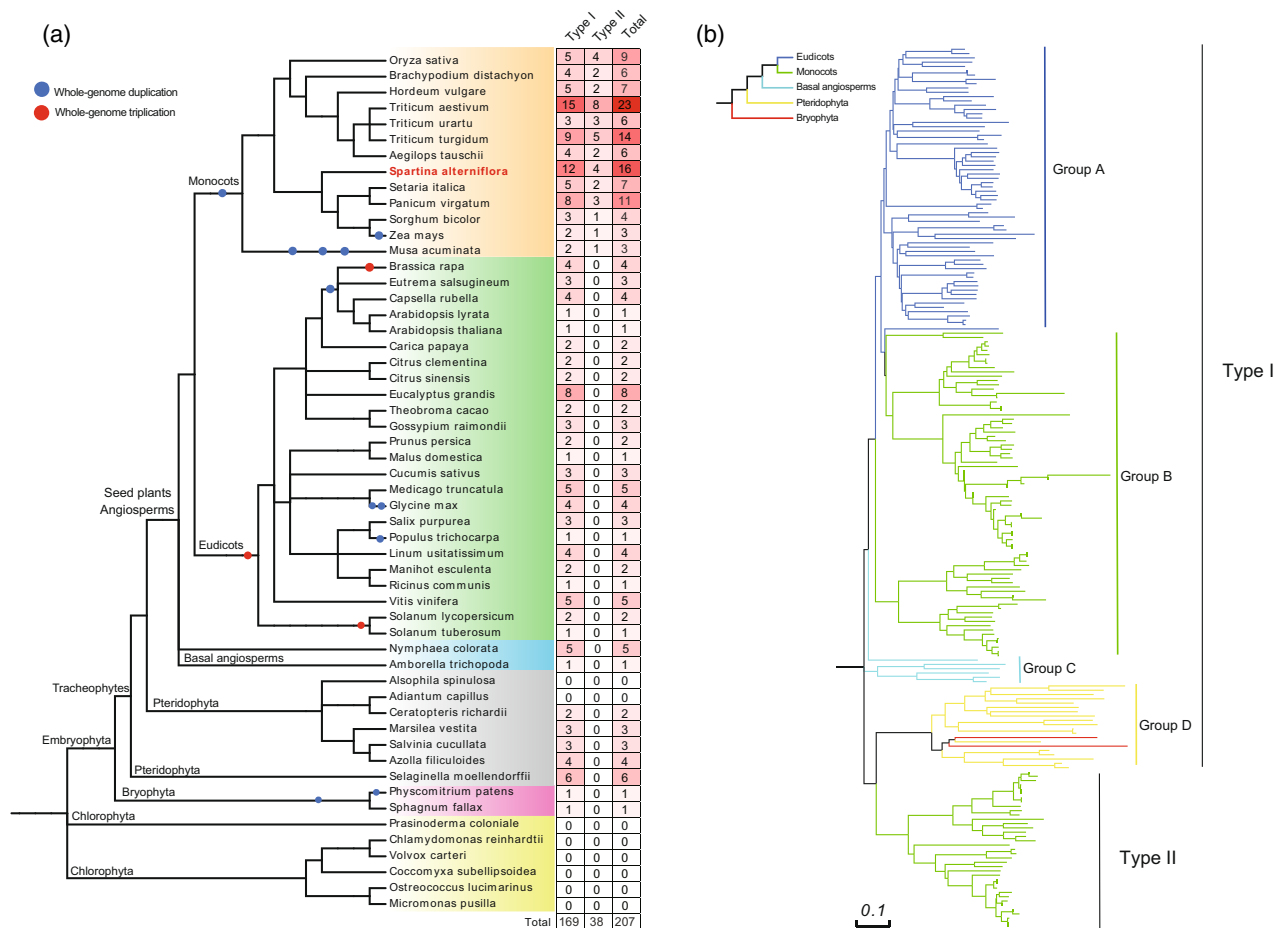 (a)
Whole-genome duplication
Whole-genome triplication
Type I Type II Total
Oryza sativa 5 4 9
Brachypodium distachyon 4 2 6
Hordeum vulgare 5 2 7
Triticum aestivum 15 8 23
Triticum urartu 3 3 6
Triticum turgidum 9 5 14
Aegilops tauschii 4 2 6
Spartina alterniflora 12 4 16
Monocots
Setaria italica 5 2 7
Panicum virgatum 8 3 11
Sorghum bicolor 3 1 4
Zea mays 2 1 3
Musa acuminata 2 1 3
Brassica rapa 4 0 4
Eutrema salsugineum 3 0 3
Capsella rubella 4 0 4
Arabidopsis lyrata 1 0 1
Arabidopsis thaliana 1 0 1
Carica papaya 2 0 2
Citrus clementina 2 0 2
Citrus sinensis 2 0 2
Eucalyptus grandis 8 0 8
Theobroma cacao 2 0 2
Gossypium raimondii 3 0 3
Prunus persica 2 0 2
Malus domestica 1 0 1
Cucumis sativus 3 0 3
Medicago truncatula 5 0 5
Seed plants
Angiosperms
Glycine max 4 0 4
Salix purpurea 3 0 3
Populus trichocarpa 1 0 1
Eudicots
Linum usitatissimum 4 0 4
Manihot esculenta 2 0 2
Ricinus communis 1 0 1
Vitis vinifera 5 0 5
Solanum lycopersicum 2 0 2
Solanum tuberosum 1 0 1
Nymphaea colorata 5 0 5
Basal angiosperms
Amborella trichopoda 1 0 1
Alsophila spinulosa 0 0 0
Tracheophytes
Adiantum capillus 0 0 0
Pteridophyta
Ceratopteris richardii 2 0 2
Marsilea vestita 3 0 3
Embryophyta
Salvinia cucullata 3 0 3
Azolla filiculoides 4 0 4
Pteridophyta
Selaginella moellendorffii 6 0 6
Bryophyta
Physcomitrium patens 1 0 1
Sphagnum fallax 1 0 1
Chlorophyta
Prasinoderma coloniale 0 0 0
Chlamydomonas reinhardtii 0 0 0
Volvox carteri 0 0 0
Chlorophyta
Coccomyxa subellipsoidea 0 0 0
Ostreococcus lucimarinus 0 0 0
Micromonas pusilla 0 0 0
Total 169 38 207
(b)
Eudicots
Monocots
Basal angiosperms
Pteridophyta
Bryophyta
Group A
Type I
Group B
Group C
Group D
Type II
0.1